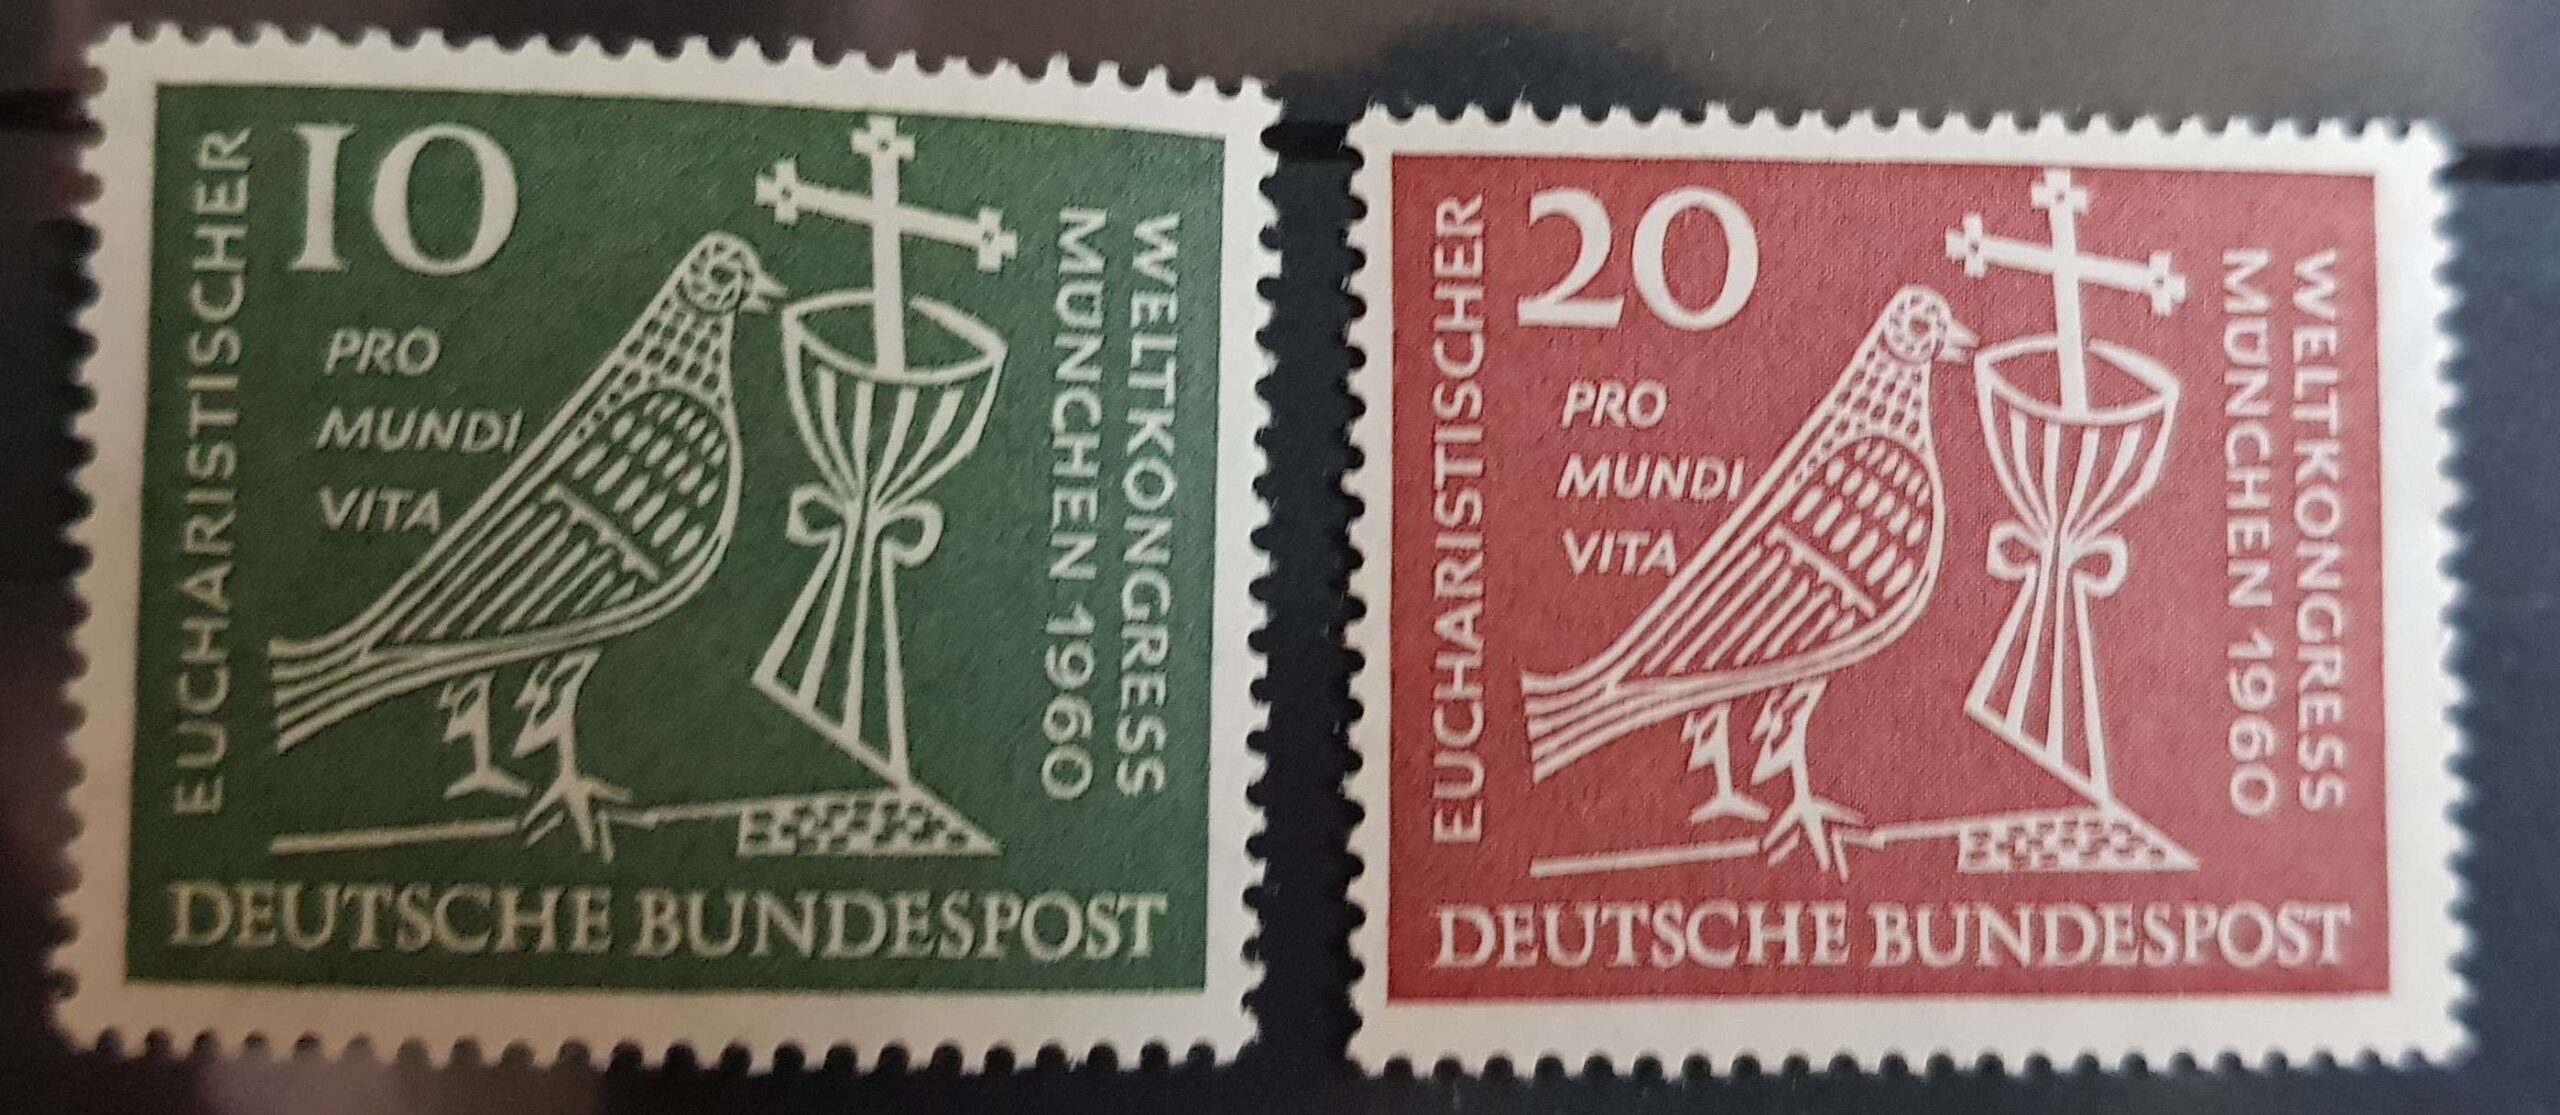 EUCHARISTISCHER
10
PRO
MUNDI
VITA
WELTKONGRESS
MÜNCHEN 1960
DEUTSCHE BUNDESPOST
EUCHARISTISCHER
20
PRO
MUNDI
VITA
WELTKONGRESS
MÜNCHEN 1960
DEUTSCHE BUNDESPOST